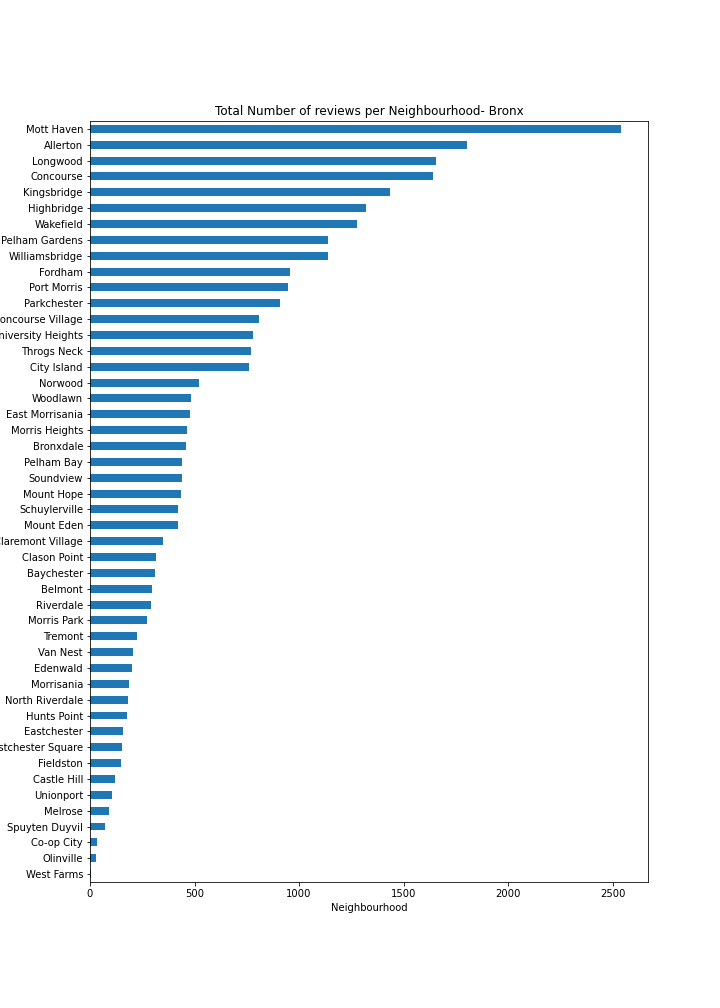 Total Number of reviews per Neighbourhood- Bronx
Mott Haven
Allerton
Longwood
Concourse
Kingsbridge
Highbridge
Wakefield
Pelham Gardens
Williamsbridge
Fordham
Port Morris
Parkchester
oncourse Village
niversity Heights
Throgs Neck
City Island
Norwood
Woodlawn
East Morrisania
Morris Heights
Bronxdale
Pelham Bay
Soundview
Mount Hope
Schuylerville
Mount Eden
laremont Village
Clason Point
Baychester
Belmont
Riverdale
Morris Park
Tremont
Van Nest
Edenwald
Morrisania
North Riverdale
Hunts Point
Eastchester
stchester Square
Fieldston
Castle Hill
Unionport
Melrose
Spuyten Duyvil
Co-op City
Olinville
West Farms
0 500 1000 1500 2000 2500
Neighbourhood